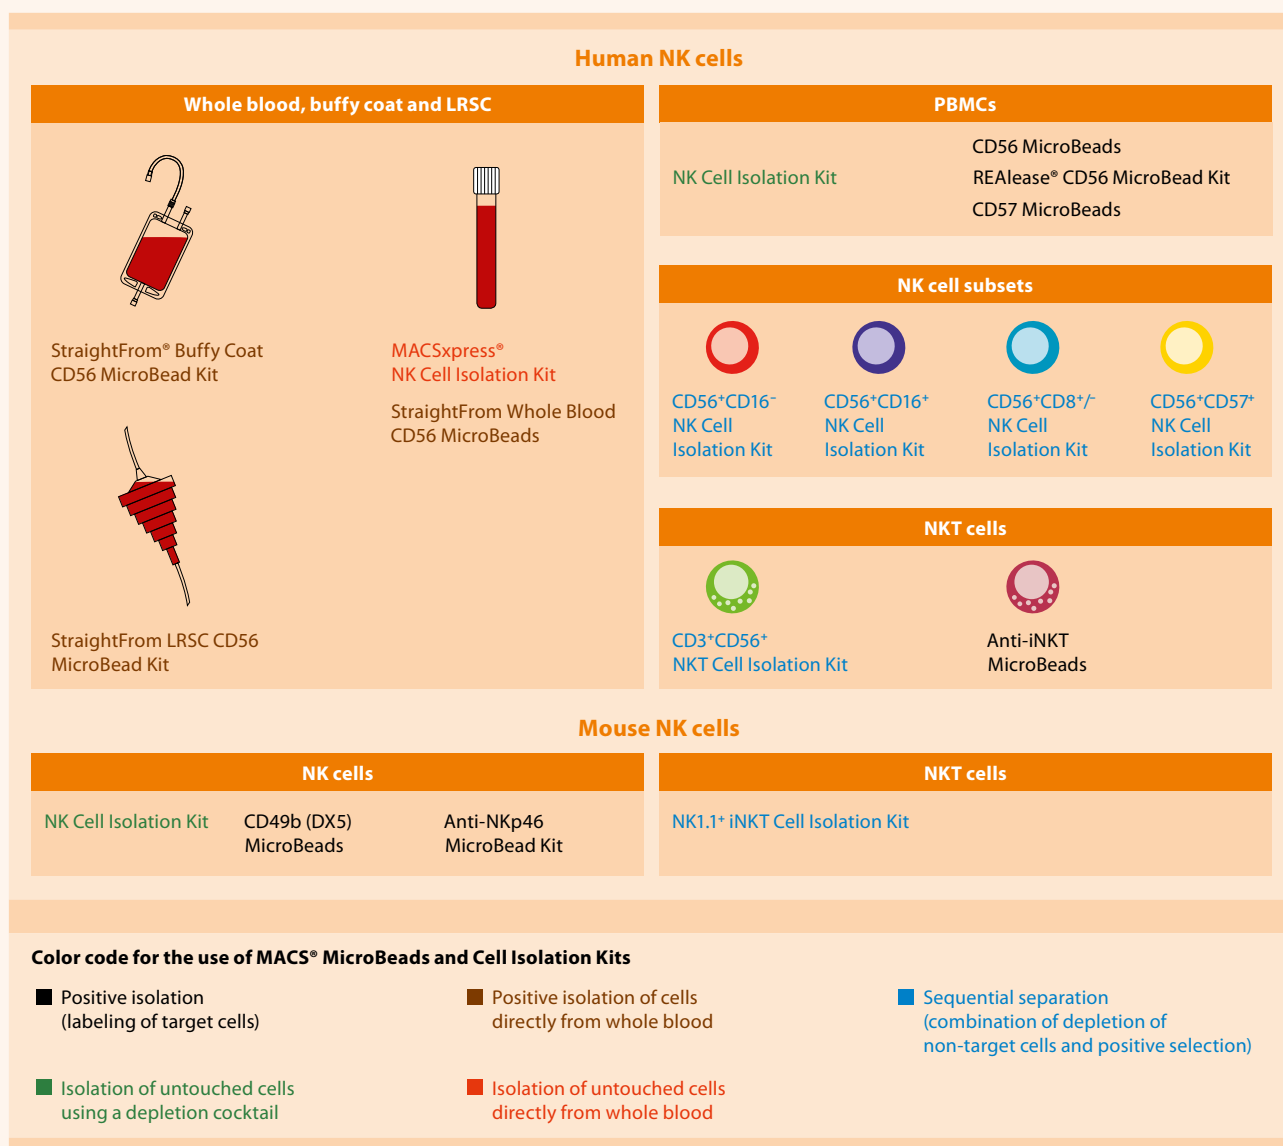 Human NK cells
Whole blood, buffy coat and LRSC
StraightFrom® Buffy Coat
CD56 MicroBead Kit
MACSxpress®
NK Cell Isolation Kit
StraightFrom Whole Blood
CD56 MicroBeads
StraightFrom LRSC CD56
MicroBead Kit
PBMCs
NK Cell Isolation Kit
CD56 MicroBeads
REAlease® CD56 MicroBead Kit
CD57 MicroBeads
NK cell subsets
CD56⁺CD16⁻
NK Cell
Isolation Kit
CD56⁺CD16⁺
NK Cell
Isolation Kit
CD56⁺CD8⁺/⁻
NK Cell
Isolation Kit
CD56⁺CD57⁺
NK Cell
Isolation Kit
NKT cells
CD3⁺CD56⁺
NKT Cell Isolation Kit
Anti-iNKT
MicroBeads
Mouse NK cells
NK cells
NK Cell Isolation Kit
CD49b (DX5)
MicroBeads
Anti-NKp46
MicroBead Kit
NKT cells
NK1.1⁺ iNKT Cell Isolation Kit
Color code for the use of MACS® MicroBeads and Cell Isolation Kits
Positive isolation
(labeling of target cells)
Positive isolation of cells
directly from whole blood
Sequential separation
(combination of depletion of
non-target cells and positive selection)
Isolation of untouched cells
using a depletion cocktail
Isolation of untouched cells
directly from whole blood